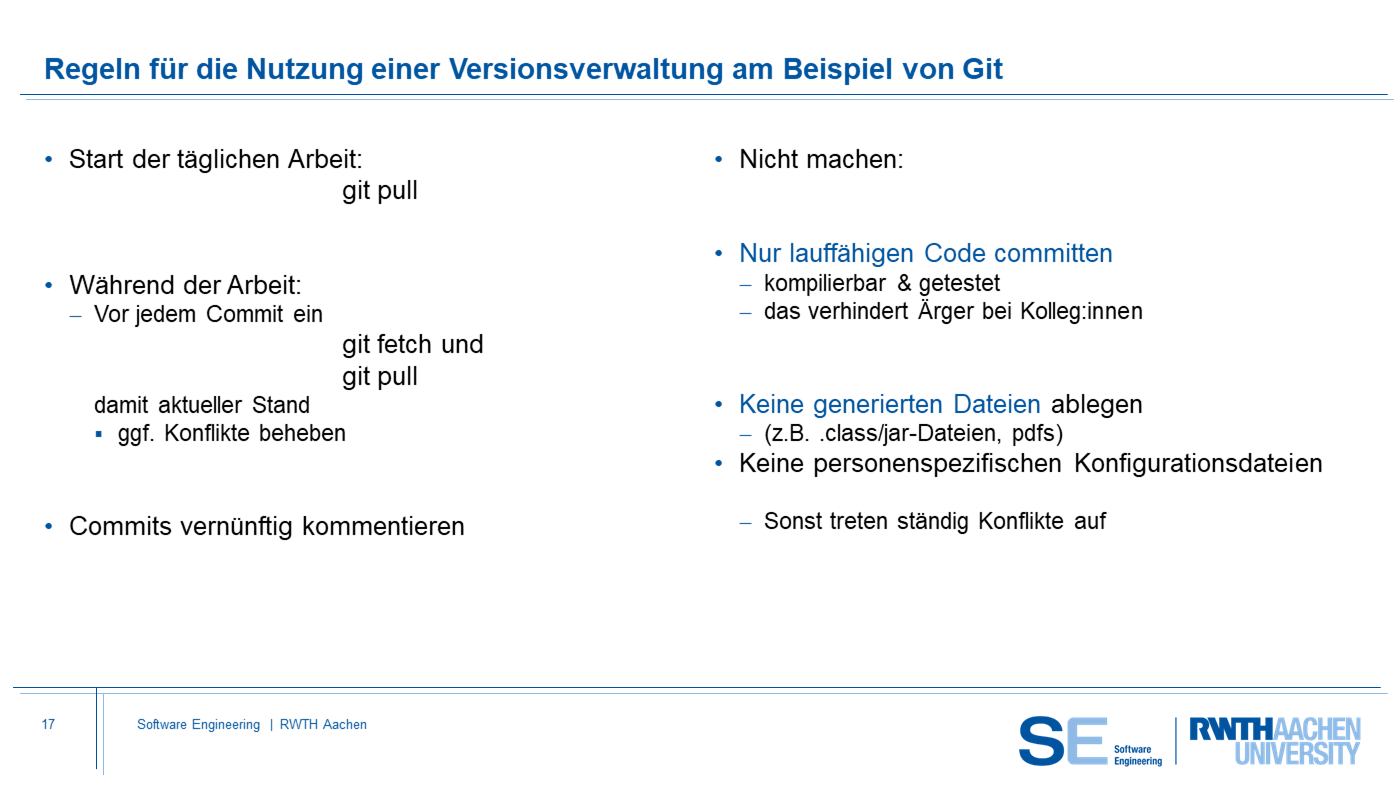 Regeln für die Nutzung einer Versionsverwaltung am Beispiel von Git
• Start der täglichen Arbeit:
git pull
• Während der Arbeit:
– Vor jedem Commit ein
git fetch und
git pull
damit aktueller Stand
▪ ggf. Konflikte beheben
• Commits vernünftig kommentieren
• Nicht machen:
• Nur lauffähigen Code committen
– kompilierbar & getestet
– das verhindert Ärger bei Kolleg:innen
• Keine generierten Dateien ablegen
– (z.B. .class/jar-Dateien, pdfs)
• Keine personenspezifischen Konfigurationsdateien
– Sonst treten ständig Konflikte auf
17
Software Engineering | RWTH Aachen
SE Software
Engineering
RWTHAACHEN
UNIVERSITY